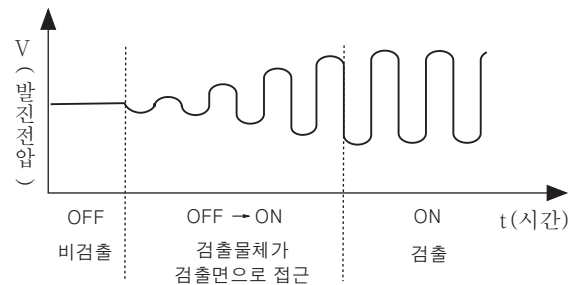 V(발진전압)
OFF
OFF → ON
ON
t(시간)
비검출
검출물체가
검출면으로 접근
검출